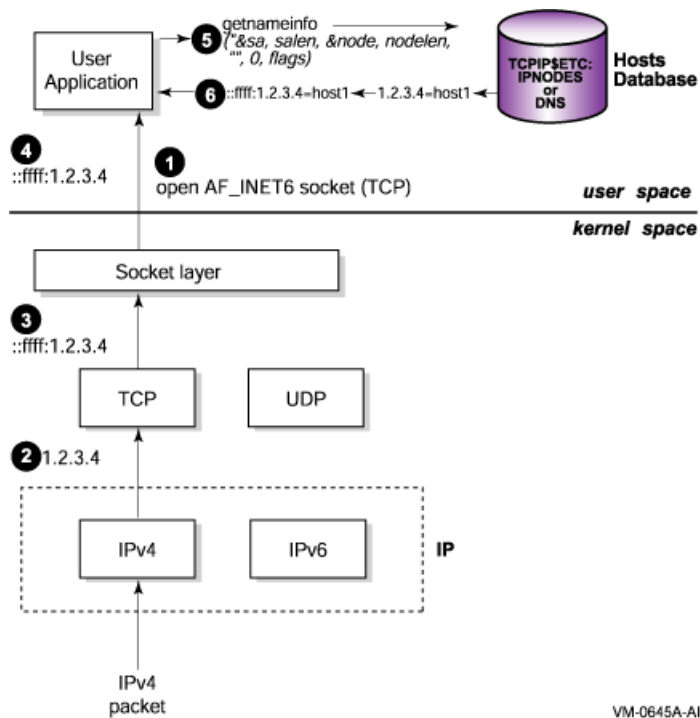 getnameinfo
5 ("&sa, salen, &node, nodelen,
"", 0, flags)
User
Application
TCPIP$ETC:
IPNODES
or
DNS
Hosts
Database
6 ::ffff:1.2.3.4=host1 1.2.3.4=host1
4
::ffff:1.2.3.4
1
open AF_INET6 socket (TCP)
user space
kernel space
Socket layer
3
::ffff:1.2.3.4
TCP
UDP
2 1.2.3.4
IPv4
IPv6
IP
IPv4
packet
VM-0645A-AI